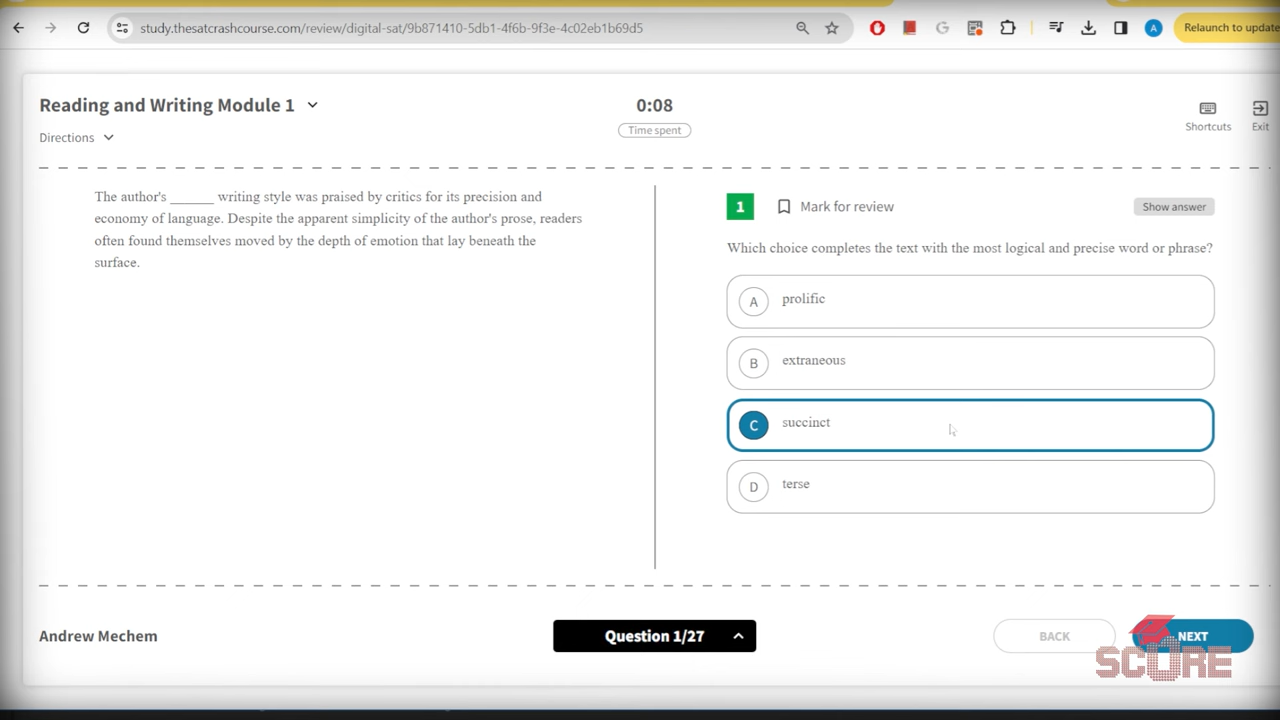 study.thesatcrashcourse.com/review/digital-sat/9b871410-5db1-4f6b-9f3e-4c02eb1b69d5
A
Relaunch to update
Reading and Writing Module 1
0:08
Directions
Time spent
Shortcuts
Exit
The author's ______ writing style was praised by critics for its precision and
economy of language. Despite the apparent simplicity of the author's prose, readers
often found themselves moved by the depth of emotion that lay beneath the
surface.
1
Mark for review
Show answer
Which choice completes the text with the most logical and precise word or phrase?
A prolific
B extraneous
C succinct
D terse
Andrew Mechem
Question 1/27
BACK
NEXT
SCORE